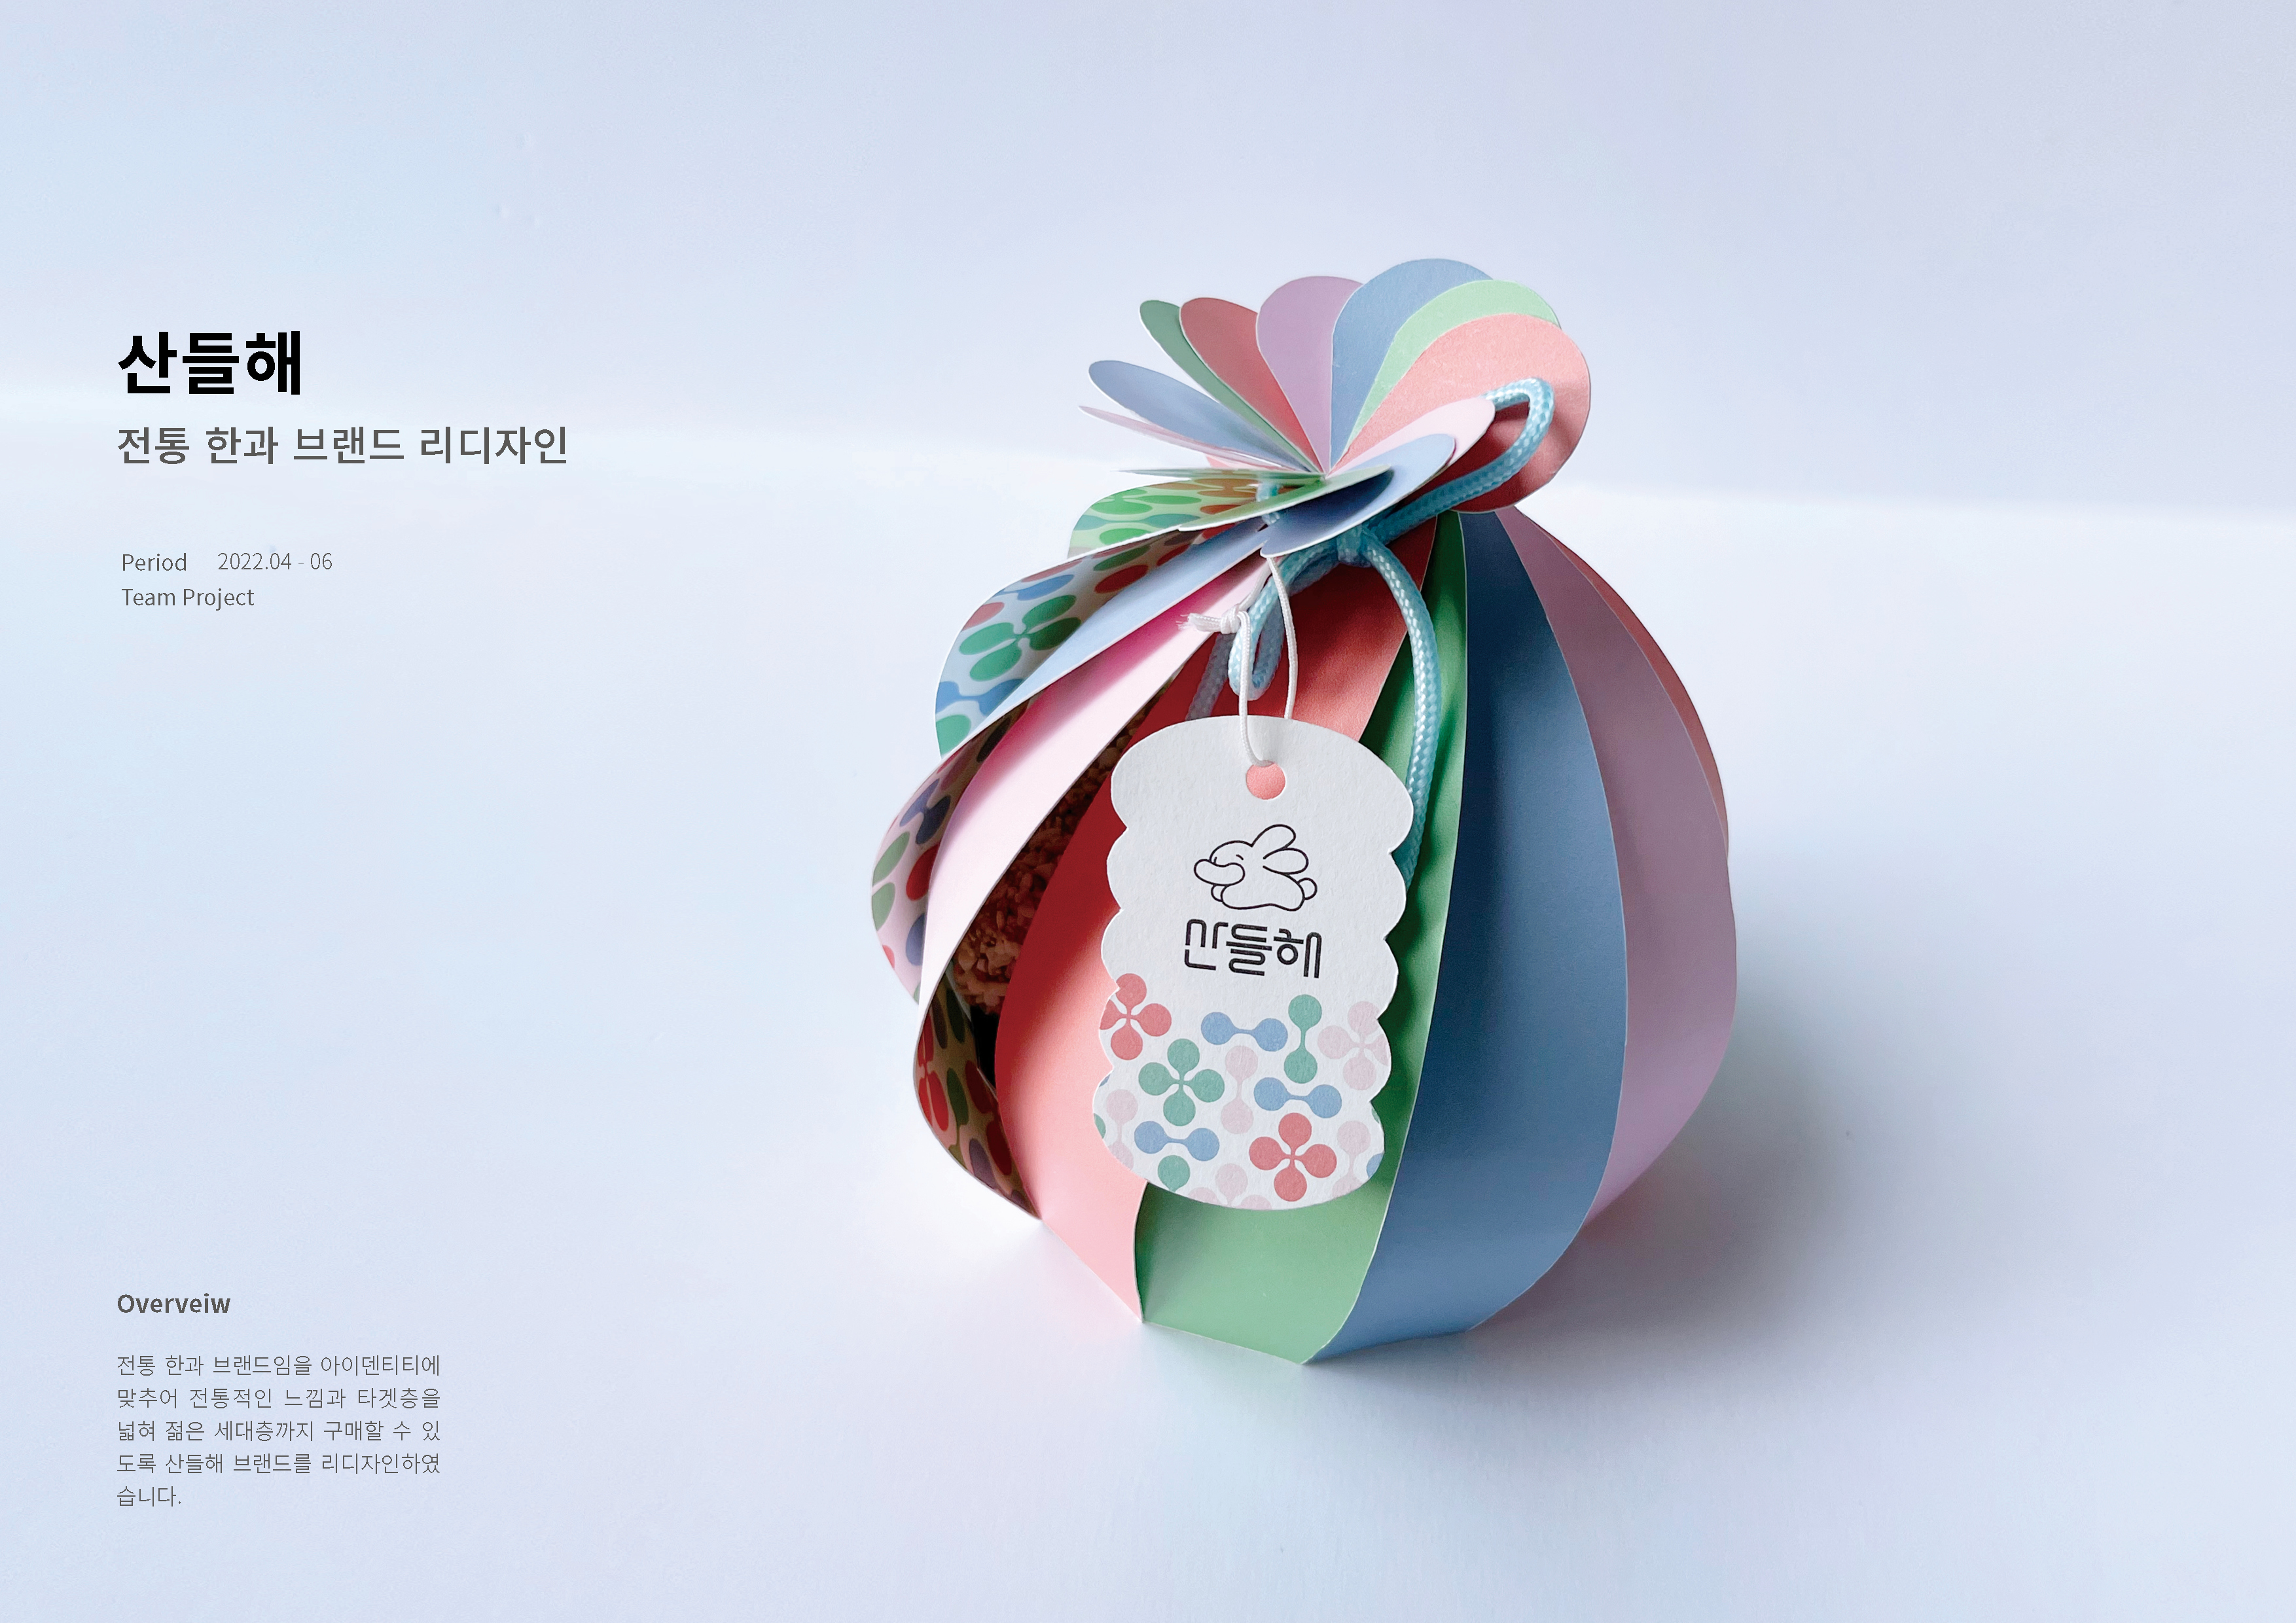 산들해
전통 한과 브랜드 리디자인
Period 2022.04 - 06
Team Project
산들해
Overveiw
전통 한과 브랜드임을 아이덴티티에
맞추어 전통적인 느낌과 타겟층을
넓혀 젊은 세대층까지 구매할 수 있
도록 산들해 브랜드를 리디자인하였
습니다.